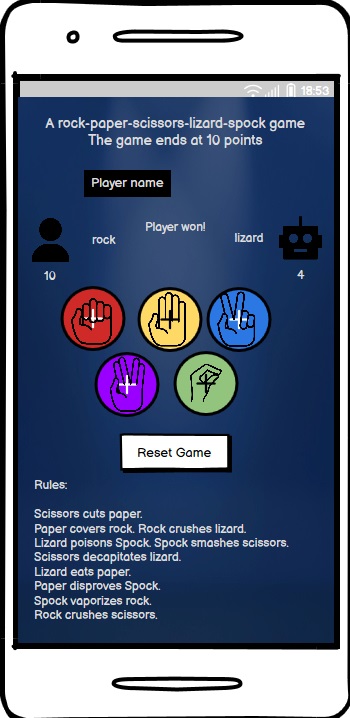 18:53
A rock-paper-scissors-lizard-spock game
The game ends at 10 points
Player name
Player won!
rock
lizard
10
4
Reset Game
Rules:
Scissors cuts paper.
Paper covers rock. Rock crushes lizard.
Lizard poisons Spock. Spock smashes scissors.
Scissors decapitates lizard.
Lizard eats paper.
Paper disproves Spock.
Spock vaporizes rock.
Rock crushes scissors.